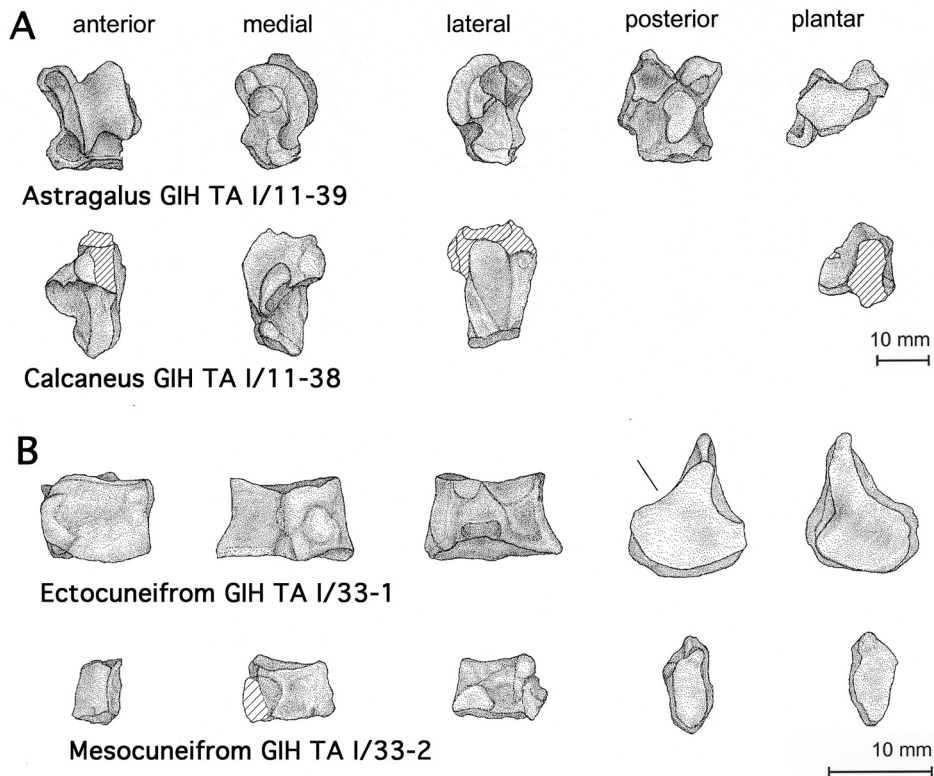 A anterior medial lateral posterior plantar
Astragalus GIH TA I/11-39
10 mm
Calcaneus GIH TA I/11-38
B
Ectocuneifrom GIH TA I/33-1
10 mm
Mesocuneifrom GIH TA I/33-2